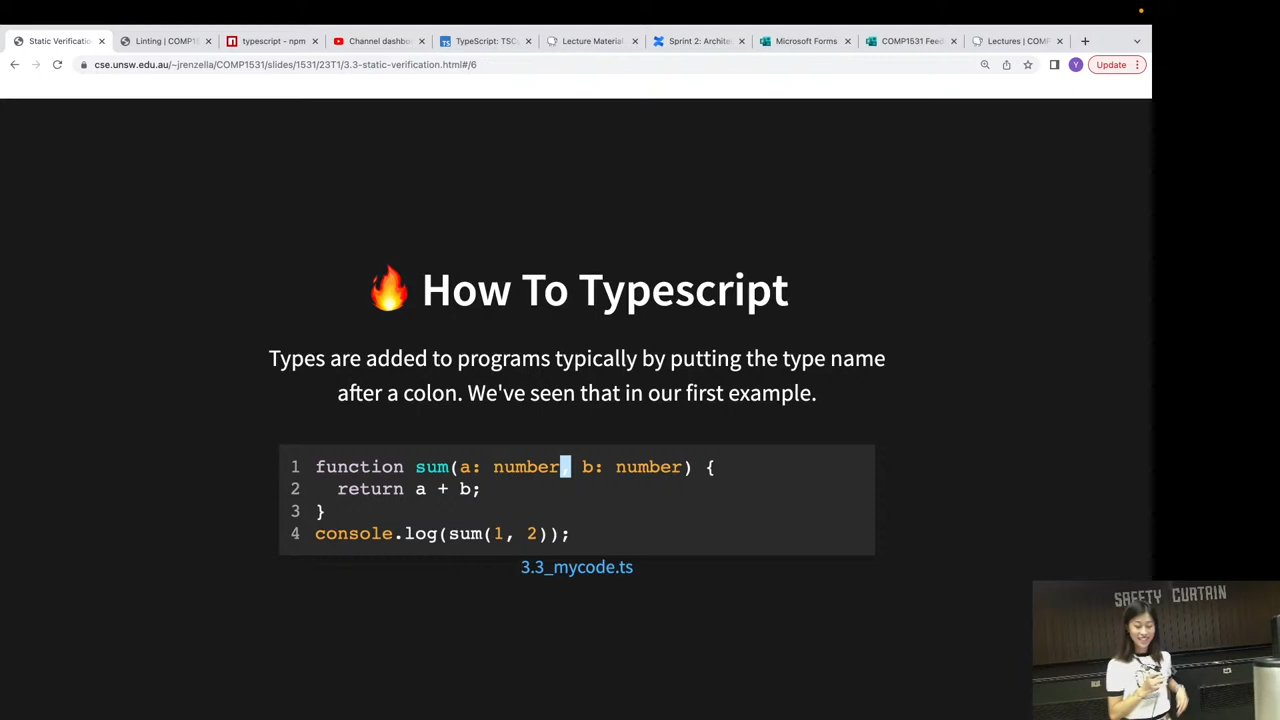 Static Verificatio
Linting | COMP15
typescript - npm
Channel dashbo
TypeScript: TSC
Lecture Material
Sprint 2: Archite
Microsoft Forms
COMP1531 Feed
Lectures | COMP
cse.unsw.edu.au/~jrenzella/COMP1531/slides/1531/23T1/3.3-static-verification.html#/6
Y
Update
How To Typescript
Types are added to programs typically by putting the type name
after a colon. We've seen that in our first example.
1 function sum(a: number, b: number) {
2 return a + b;
3 }
4 console.log(sum(1, 2));
3.3_mycode.ts
SAFETY CURTAIN